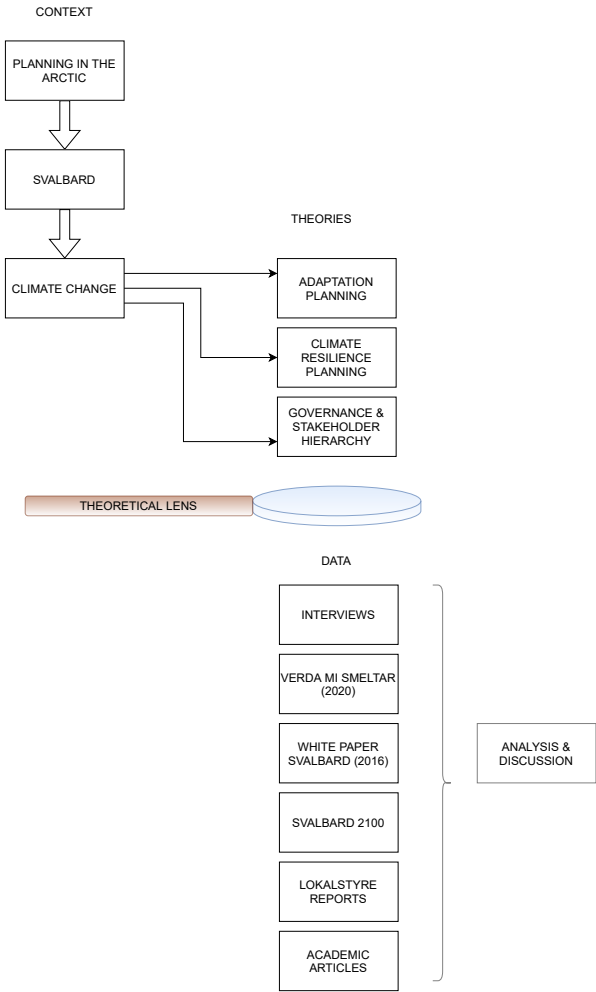 CONTEXT
PLANNING IN THE
ARCTIC
SVALBARD
CLIMATE CHANGE
THEORIES
ADAPTATION
PLANNING
CLIMATE
RESILIENCE
PLANNING
GOVERNANCE &
STAKEHOLDER
HIERARCHY
THEORETICAL LENS
DATA
INTERVIEWS
VERDA MI SMELTAR
(2020)
WHITE PAPER
SVALBARD (2016)
SVALBARD 2100
LOKALSTYRE
REPORTS
ACADEMIC
ARTICLES
ANALYSIS &
DISCUSSION